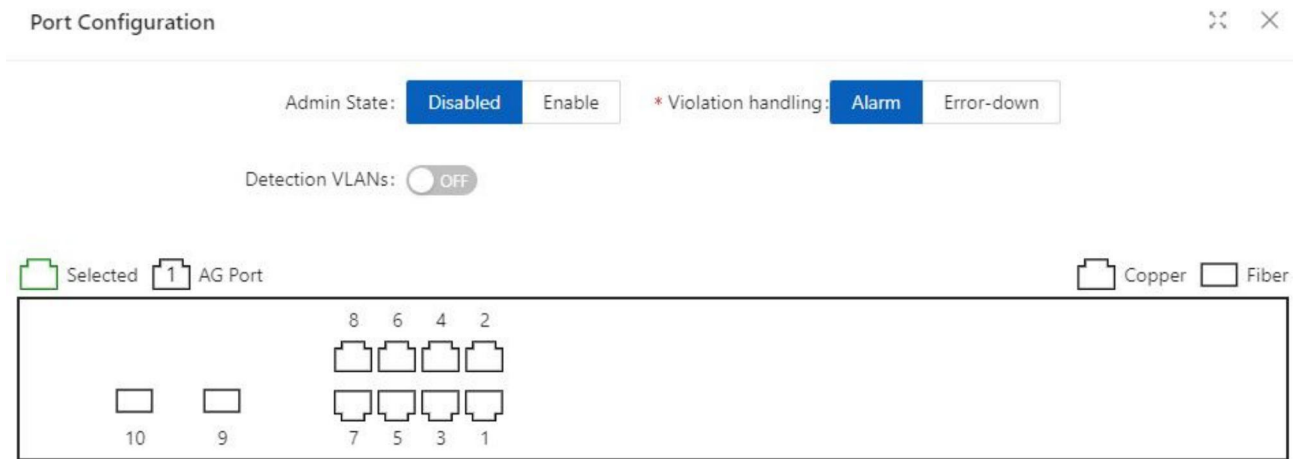 Port Configuration
Admin State: Disabled Enable * Violation handling: Alarm Error-down
Detection VLANs: OFF
Selected 1 AG Port Copper Fiber
8 6 4 2
10 9 7 5 3 1